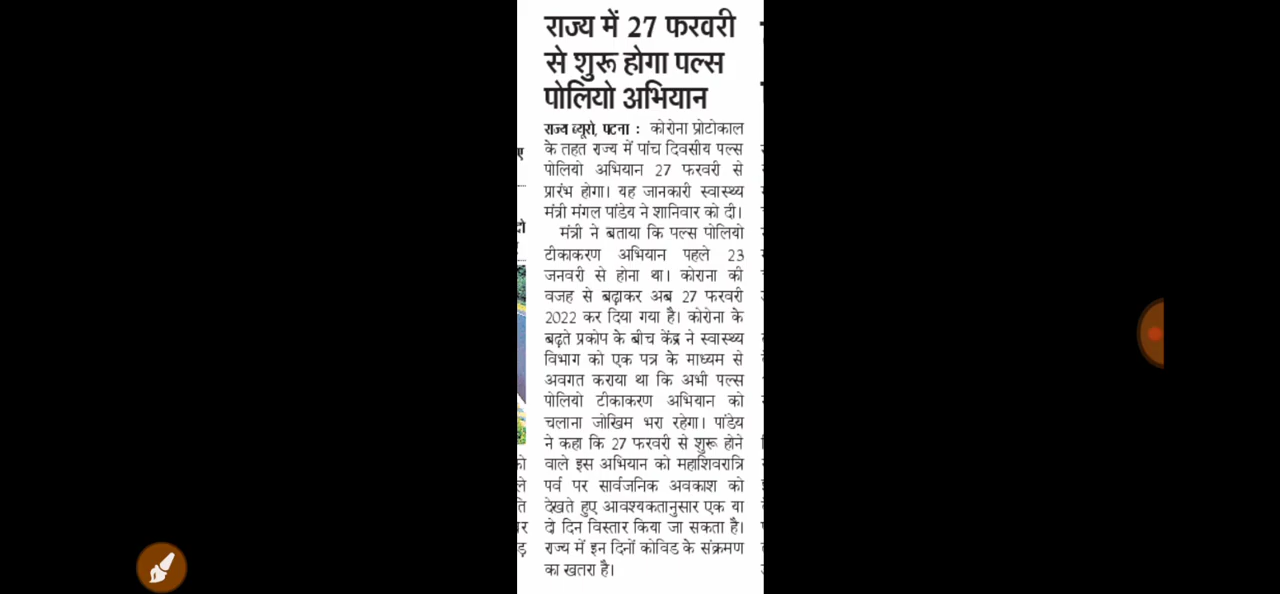 राज्य में 27 फरवरी
से शुरू होगा पल्स
पोलियो अभियान
राज्य ब्यूरो, पटना : कोरोना प्रोटोकाल
के तहत राज्य में पांच दिवसीय पल्स
पोलियो अभियान 27 फरवरी से
प्रारंभ होगा। यह जानकारी स्वास्थ्य
मंत्री मंगल पांडेय ने शानिवार को दी।
मंत्री ने बताया कि पल्स पोलियो
टीकाकरण अभियान पहले 23
जनवरी से होना था। कोराना की
वजह से बढ़ाकर अब 27 फरवरी
2022 कर दिया गया है। कोरोना के
बढ़ते प्रकोप के बीच केंद्र ने स्वास्थ्य
विभाग को एक पत्र के माध्यम से
अवगत कराया था कि अभी पल्स
पोलियो टीकाकरण अभियान को
चलाना जोखिम भरा रहेगा। पांडेय
ने कहा कि 27 फरवरी से शुरू होने
वाले इस अभियान को महाशिवरात्रि
पर्व पर सार्वजनिक अवकाश को
देखते हुए आवश्यकतानुसार एक या
दो दिन विस्तार किया जा सकता है।
राज्य में इन दिनों कोविड के संक्रमण
का खतरा है।